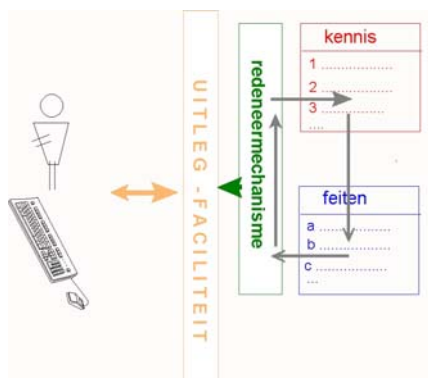 UITLEG - FACILITEIT
redeneermechanisme
kennis
1 ..................
2 ................
3 ................
....
feiten
a ..................
b ..................
c ..................
...